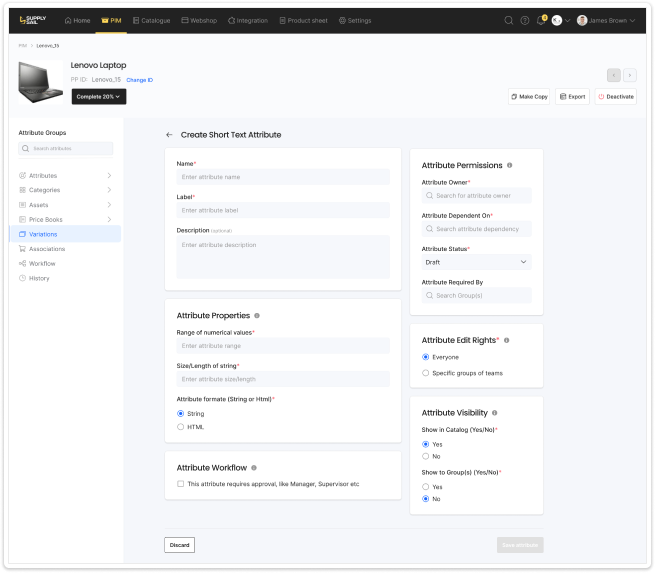 SUPPLY SAIL
Home
PIM
Catalogue
Webshop
Integration
Product sheet
Settings
James Brown
PIM > Lenovo_15
Lenovo Laptop
PP ID: Lenovo_15 Change ID
Complete 20%
Make Copy
Export
Deactivate
Attribute Groups
Search attributes
Attributes
Categories
Assets
Price Books
Variations
Associations
Workflow
History
← Create Short Text Attribute
Name*
Enter attribute name
Label*
Enter attribute label
Description (optional)
Enter attribute description
Attribute Properties
Range of numerical values*
Enter attribute range
Size/Length of string*
Enter attribute size/length
Attribute formate (String or Html)*
String
HTML
Attribute Workflow
This attribute requires approval, like Manager, Supervisor etc
Attribute Permissions
Attribute Owner*
Search for attribute owner
Attribute Dependent On*
Search attribute dependency
Attribute Status*
Draft
Attribute Required By
Search Group(s)
Attribute Edit Rights*
Everyone
Specific groups of teams
Attribute Visibility
Show in Catalog (Yes/No)*
Yes
No
Show to Group(s) (Yes/No)*
Yes
No
Discard
Save attribute